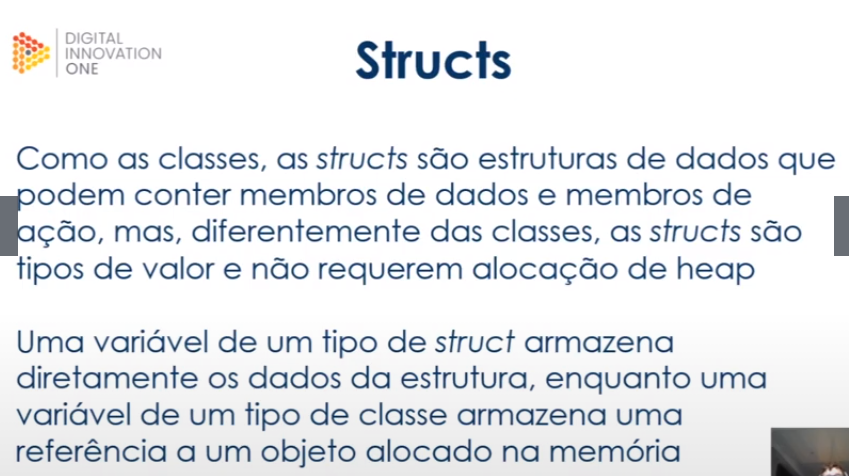 DIGITAL
INNOVATION
ONE
Structs
Como as classes, as structs são estruturas de dados que
podem conter membros de dados e membros de
ação, mas, diferentemente das classes, as structs são
tipos de valor e não requerem alocação de heap
Uma variável de um tipo de struct armazena
diretamente os dados da estrutura, enquanto uma
variável de um tipo de classe armazena uma
referência a um objeto alocado na memória